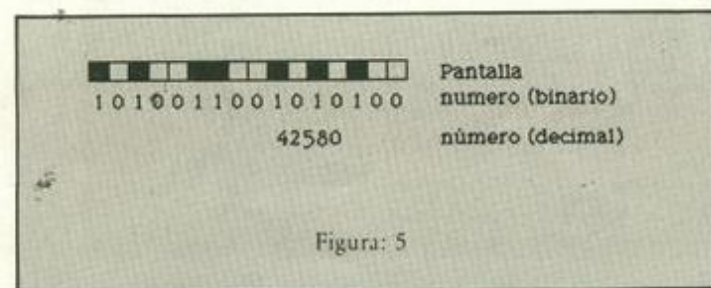 Pantalla
1 0 1 0 0 1 1 0 0 1 0 1 0 1 0 0 numero (binario)
42580 número (decimal)
Figura: 5